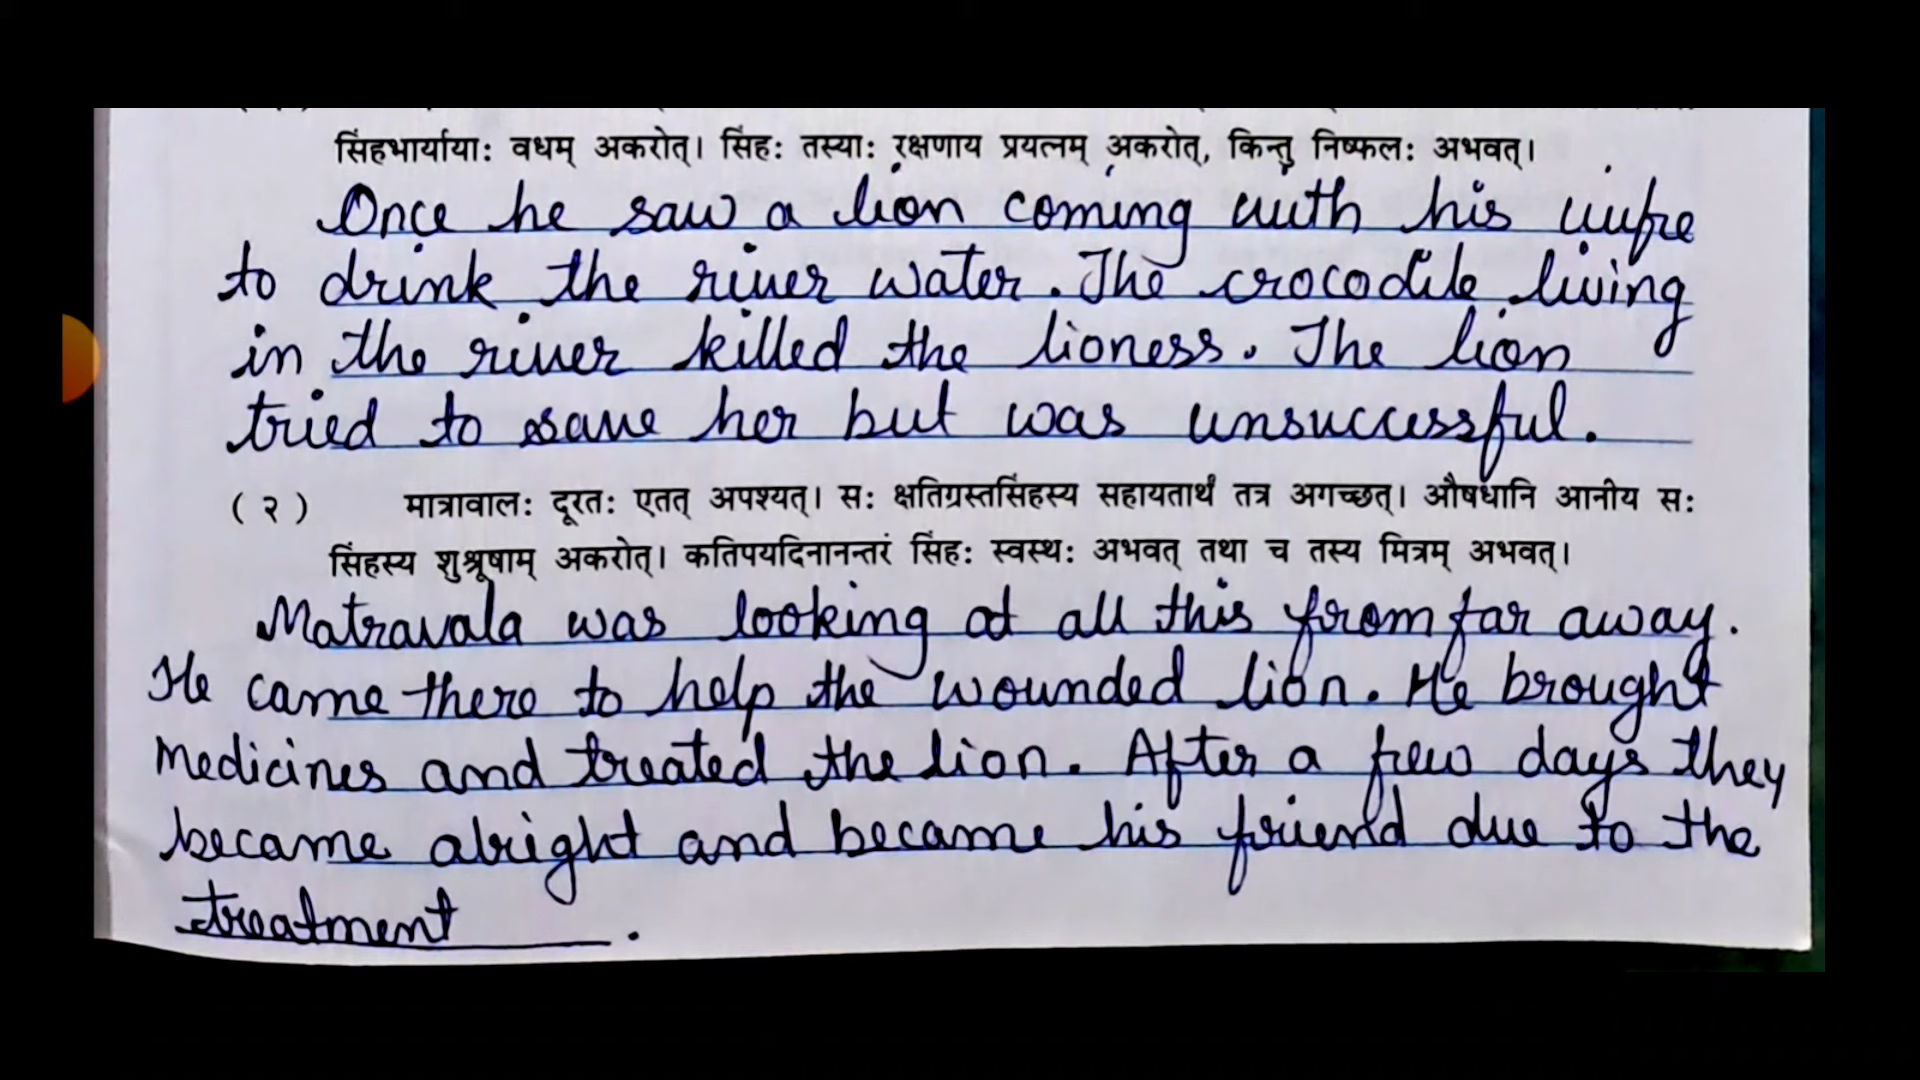 सिंहभार्यायाः वधम् अकरोत्। सिंहः तस्याः रक्षणाय प्रयत्नम् अकरोत्, किन्तु निष्फलः अभवत्।
Once he saw a lion coming with his wife
to drink the river water. The crocodile living
in the river killed the lioness. The lion
tried to save her but was unsuccessful.
(२) मात्रावालः दूरतः एतत् अपश्यत्। सः क्षतिग्रस्तसिंहस्य सहायतार्थं तत्र अगच्छत्। औषधानि आनीय सः
सिंहस्य शुश्रूषाम् अकरोत्। कतिपयदिनानन्तरं सिंहः स्वस्थः अभवत् तथा च तस्य मित्रम् अभवत्।
Matravala was looking at all this from far away.
He came there to help the wounded lion. He brought
medicines and treated the lion. After a few days they
became alright and became his friend due to the
treatment.